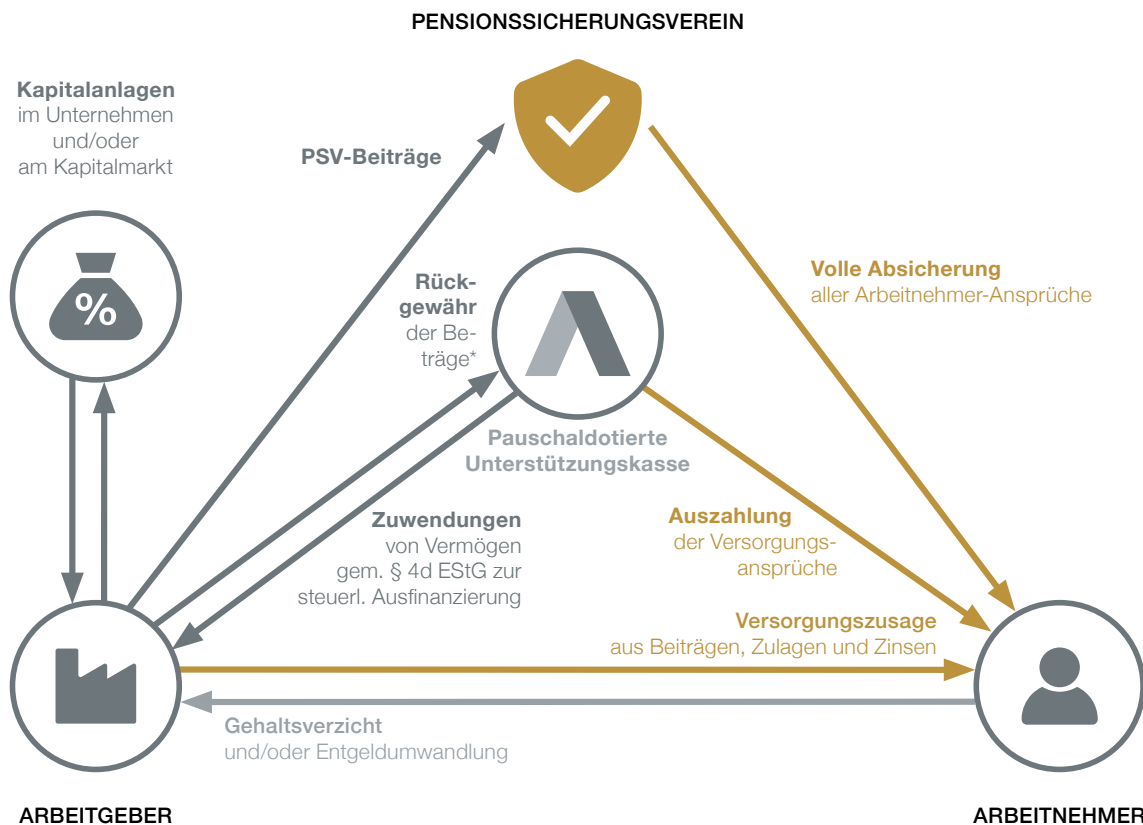 PENSIONSSICHERUNGSVEREIN
Kapitalanlagen
im Unternehmen
und/oder
am Kapitalmarkt
PSV-Beiträge
%
Volle Absicherung
aller Arbeitnehmer-Ansprüche
Rück-
gewähr
der Be-
träge*
Pauschaldotierte
Unterstützungskasse
Zuwendungen
von Vermögen
gem. § 4d EStG zur
steuerl. Ausfinanzierung
Auszahlung
der Versorgungs-
ansprüche
Versorgungszusage
aus Beiträgen, Zulagen und Zinsen
Gehaltsverzicht
und/oder Entgeldumwandlung
ARBEITGEBER
ARBEITNEHMER